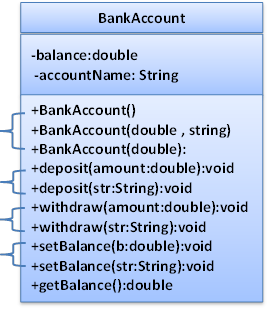 BankAccount
-balance:double
-accountName: String
+BankAccount()
+BankAccount(double , string)
+BankAccount(double):
+deposit(amount:double):void
+deposit(str:String):void
+withdraw(amount:double):void
+withdraw(str:String):void
+setBalance(b:double):void
+setBalance(str:String):void
+getBalance():double